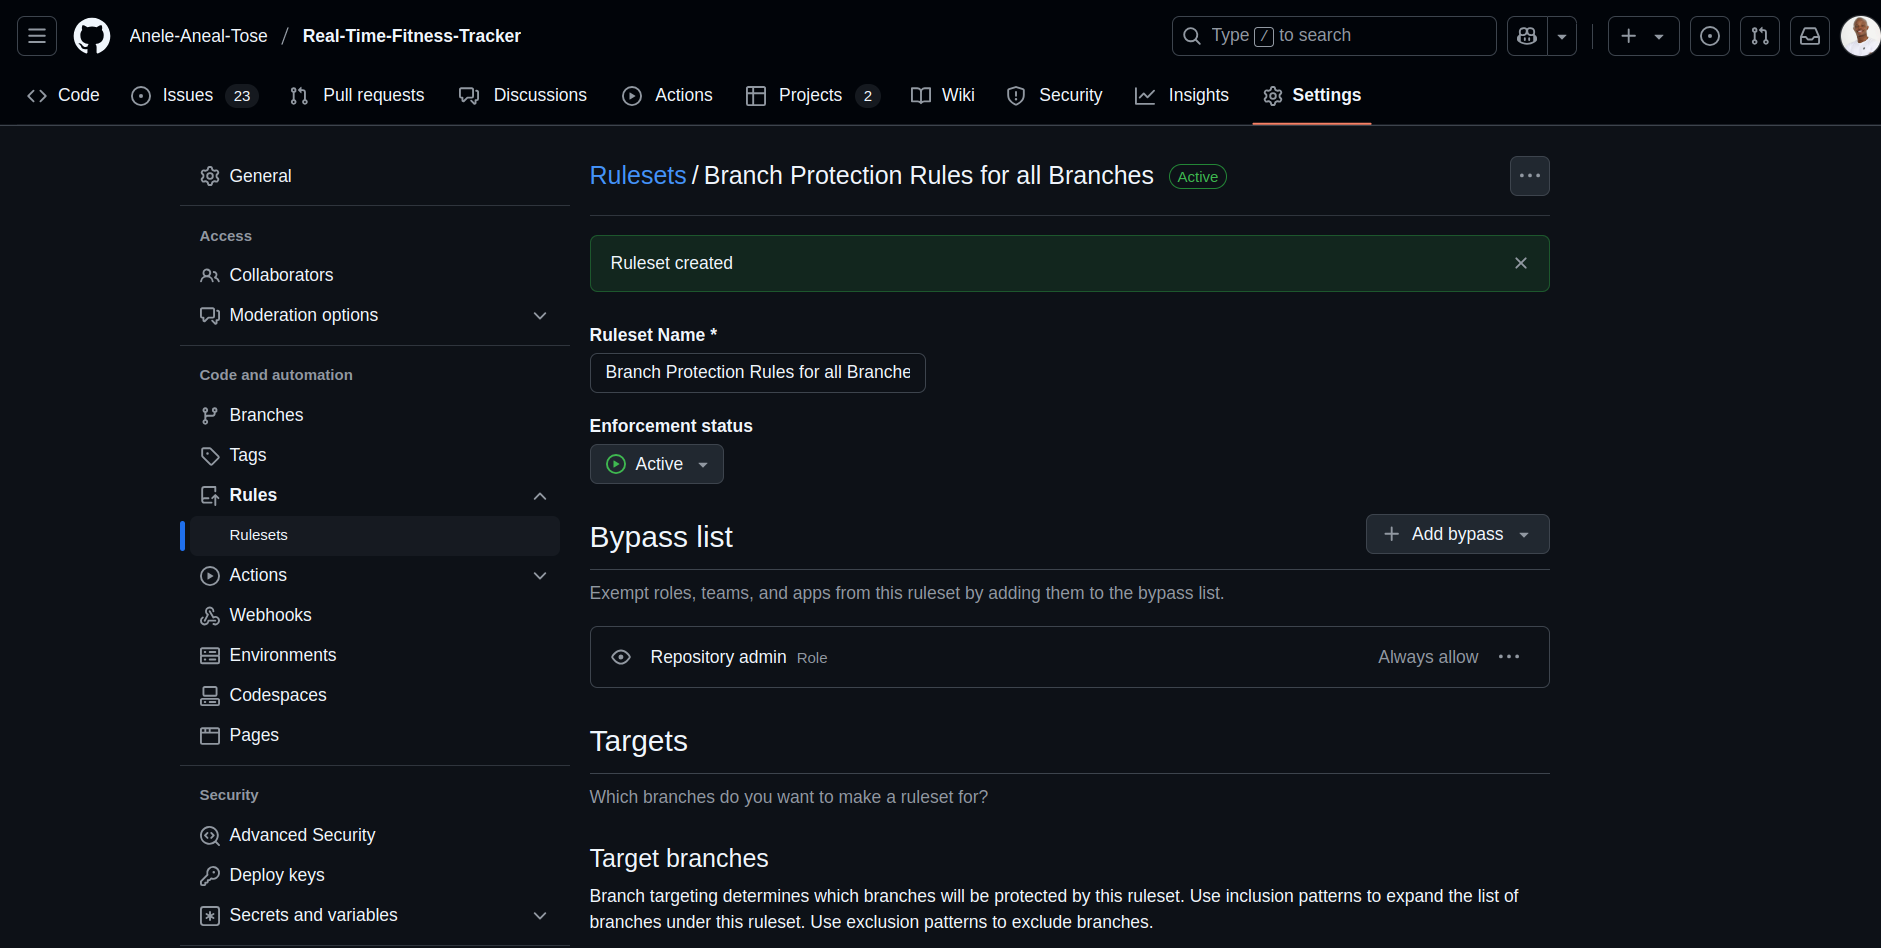 Anele-Aneal-Tose / Real-Time-Fitness-Tracker
Type / to search
Code
Issues 23
Pull requests
Discussions
Actions
Projects 2
Wiki
Security
Insights
Settings
General
Access
Collaborators
Moderation options
Code and automation
Branches
Tags
Rules
Rulesets
Actions
Webhooks
Environments
Codespaces
Pages
Security
Advanced Security
Deploy keys
Secrets and variables
Rulesets / Branch Protection Rules for all Branches Active
Ruleset created
Ruleset Name *
Branch Protection Rules for all Branche
Enforcement status
Active
Bypass list
Add bypass
Exempt roles, teams, and apps from this ruleset by adding them to the bypass list.
Repository admin Role
Always allow
Targets
Which branches do you want to make a ruleset for?
Target branches
Branch targeting determines which branches will be protected by this ruleset. Use inclusion patterns to expand the list of
branches under this ruleset. Use exclusion patterns to exclude branches.